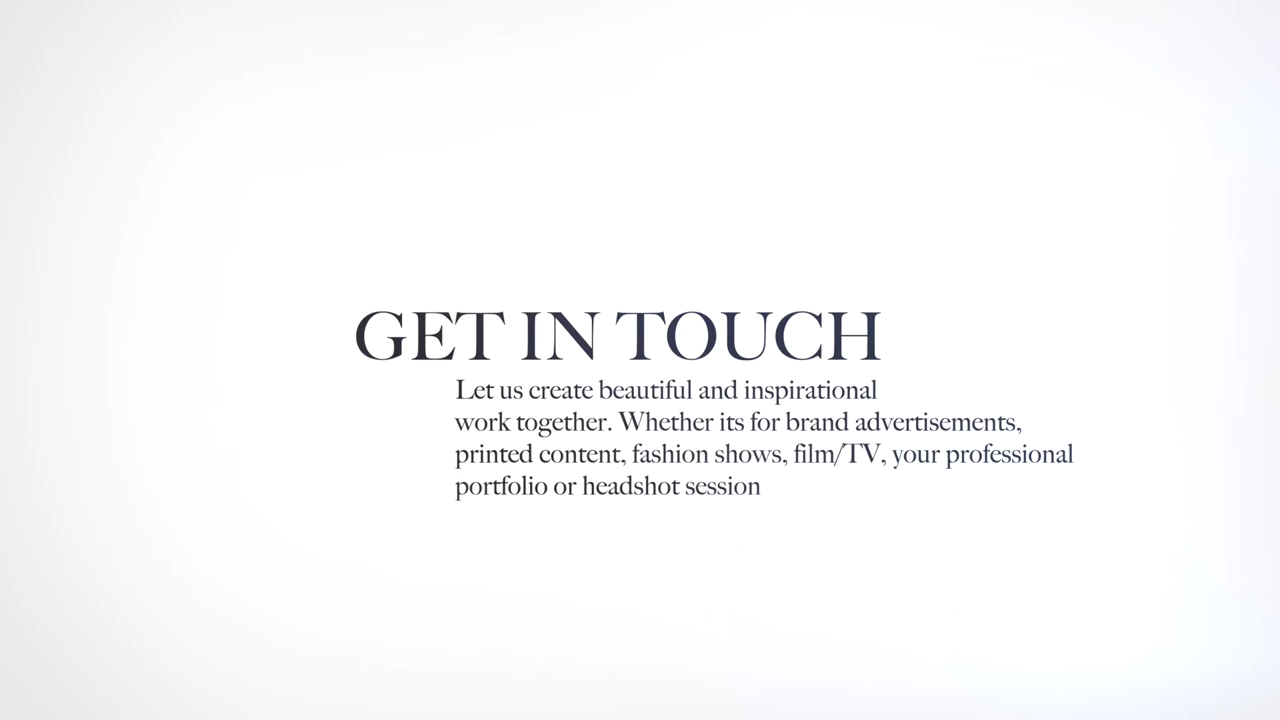 GET IN TOUCH
Let us create beautiful and inspirational
work together. Whether its for brand advertisements,
printed content, fashion shows, film/TV, your professional
portfolio or headshot session